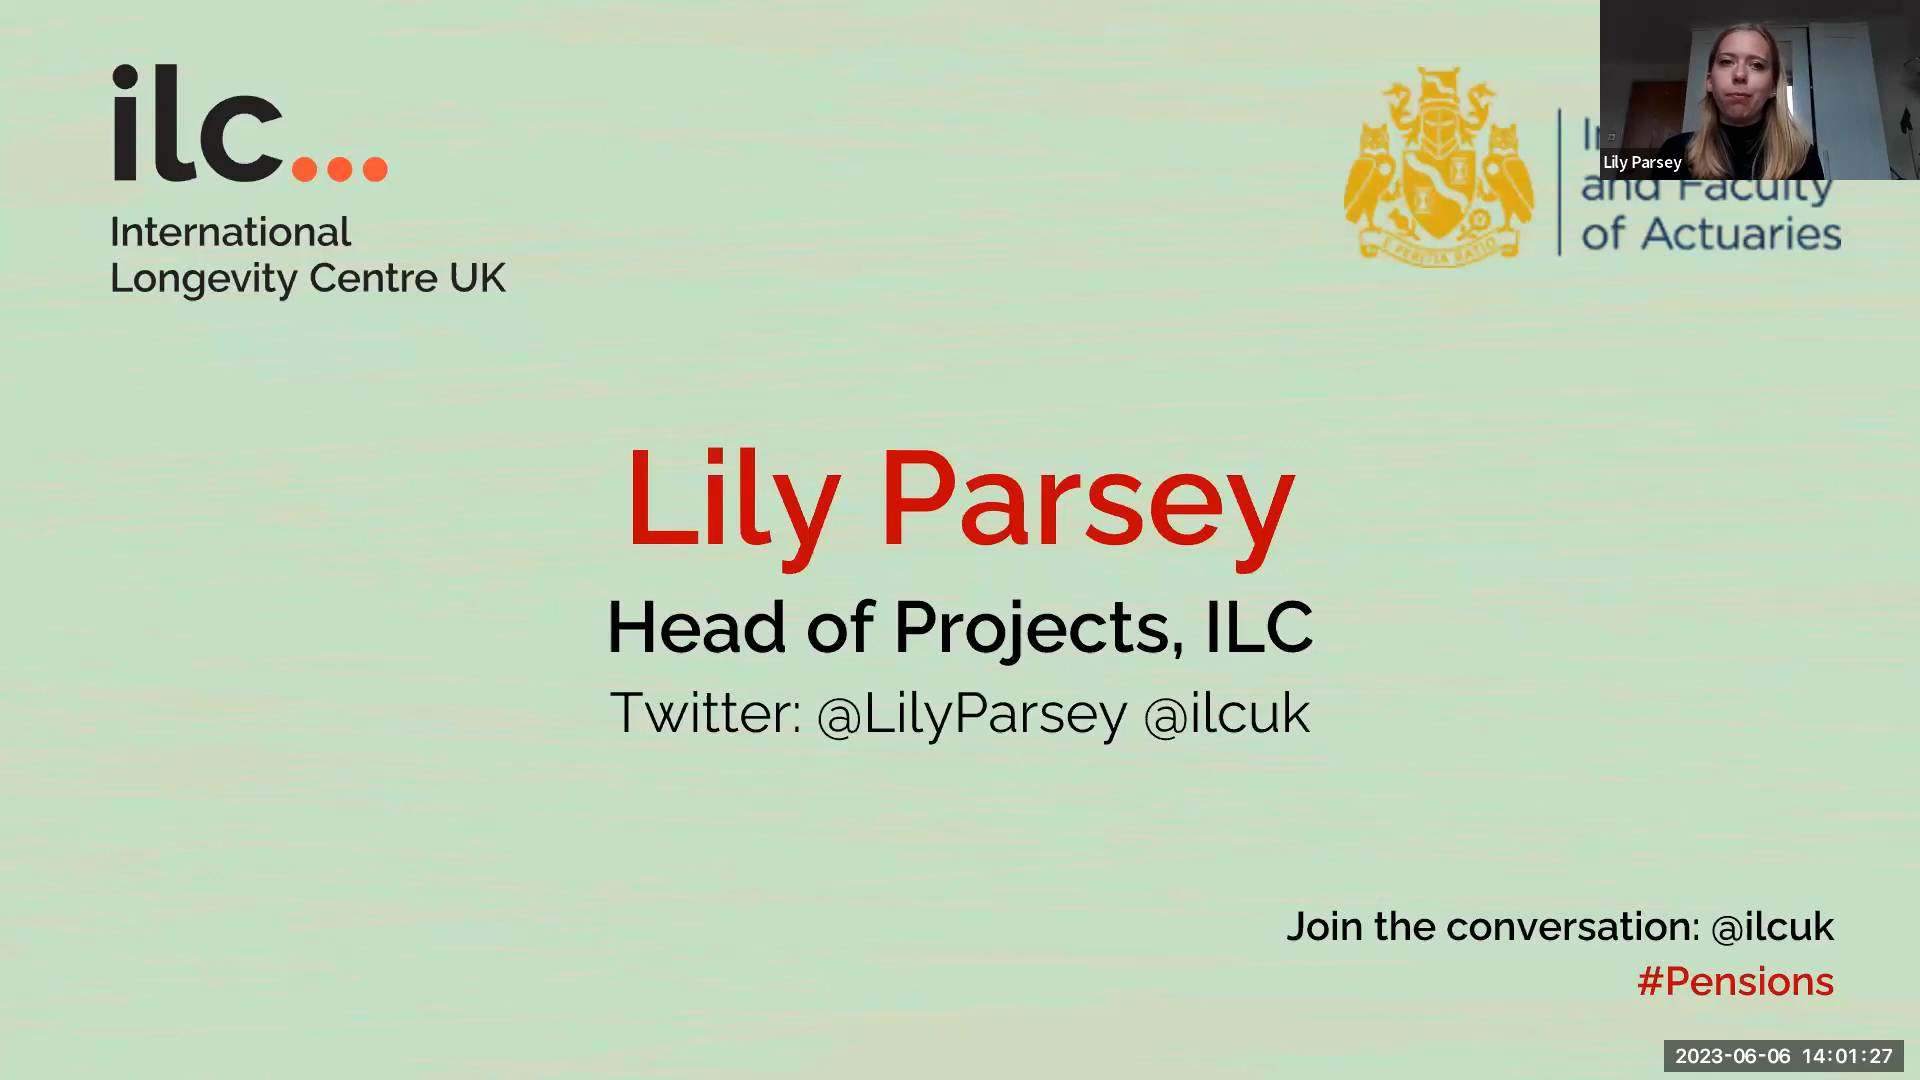 ilc...
International
Longevity Centre UK
and Faculty
of Actuaries
Lily Parsey
Lily Parsey
Head of Projects, ILC
Twitter: @LilyParsey @ilcuk
Join the conversation: @ilcuk
#Pensions
2023-06-06 14:01:27